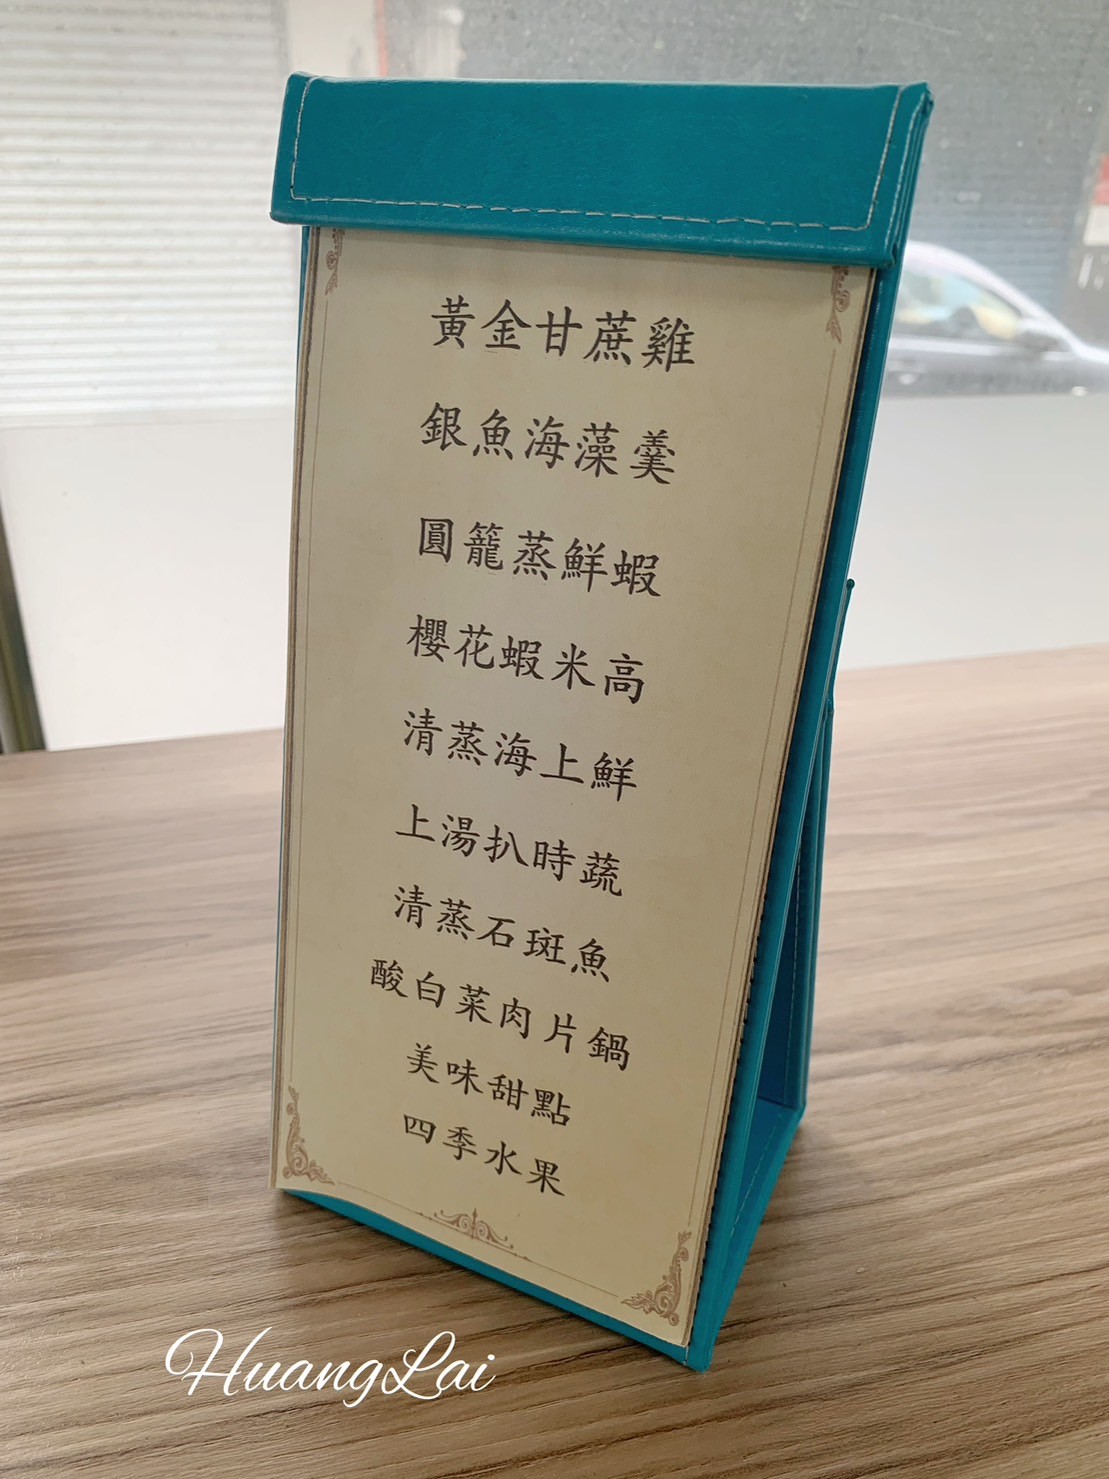 黃金甘蔗雞
銀魚海藻羹
圓籠蒸鮮蝦
櫻花蝦米高
清蒸海上鮮
上湯扒時蔬
清蒸石斑魚
酸白菜肉片鍋
美味甜點
四季水果
HuangLai